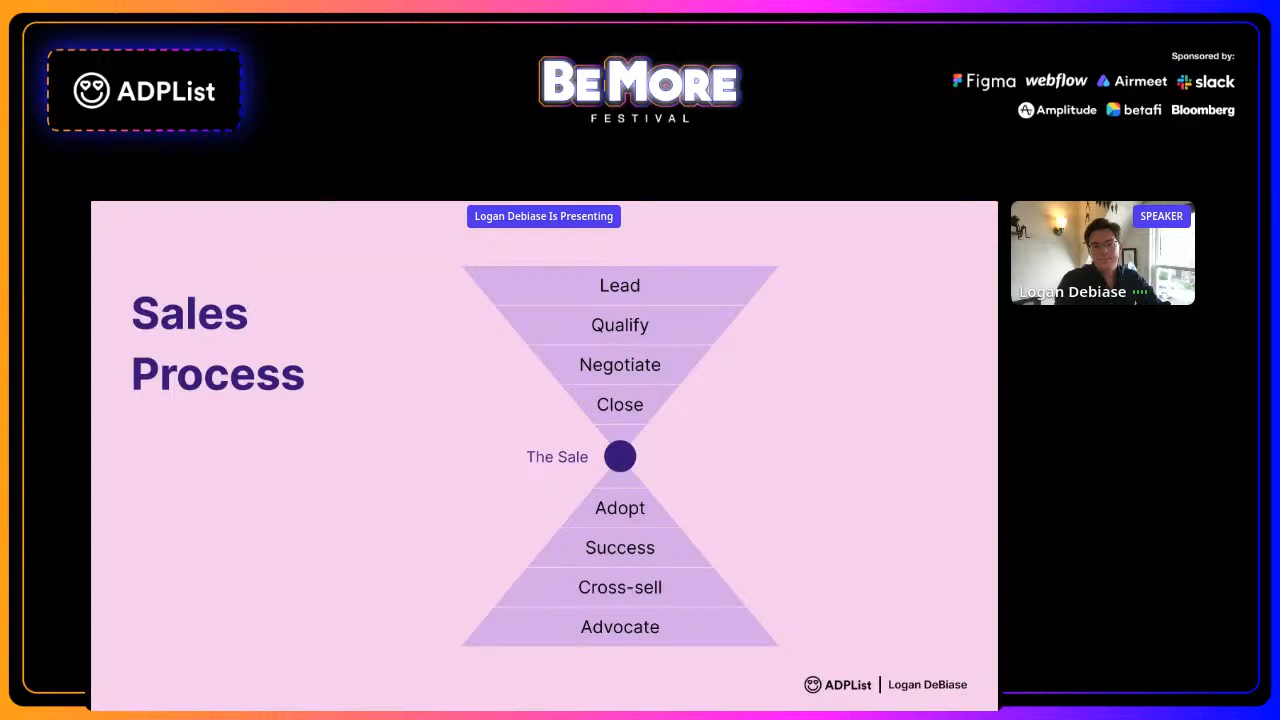 ADPList
BE MORE
FESTIVAL
Sponsored by:
Figma webflow Airmeet slack
Amplitude betafi Bloomberg
Logan Debiase Is Presenting
SPEAKER
Logan Debiase
Sales
Process
Lead
Qualify
Negotiate
Close
The Sale
Adopt
Success
Cross-sell
Advocate
ADPList | Logan DeBiase